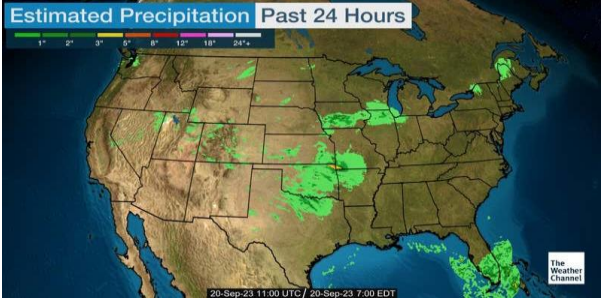 Estimated Precipitation Past 24 Hours
1" 2" 3" 5" 8" 12" 18" 24"+
The
Weather
Channel
20-Sep-23 11:00 UTC / 20-Sep-23 7:00 EDT